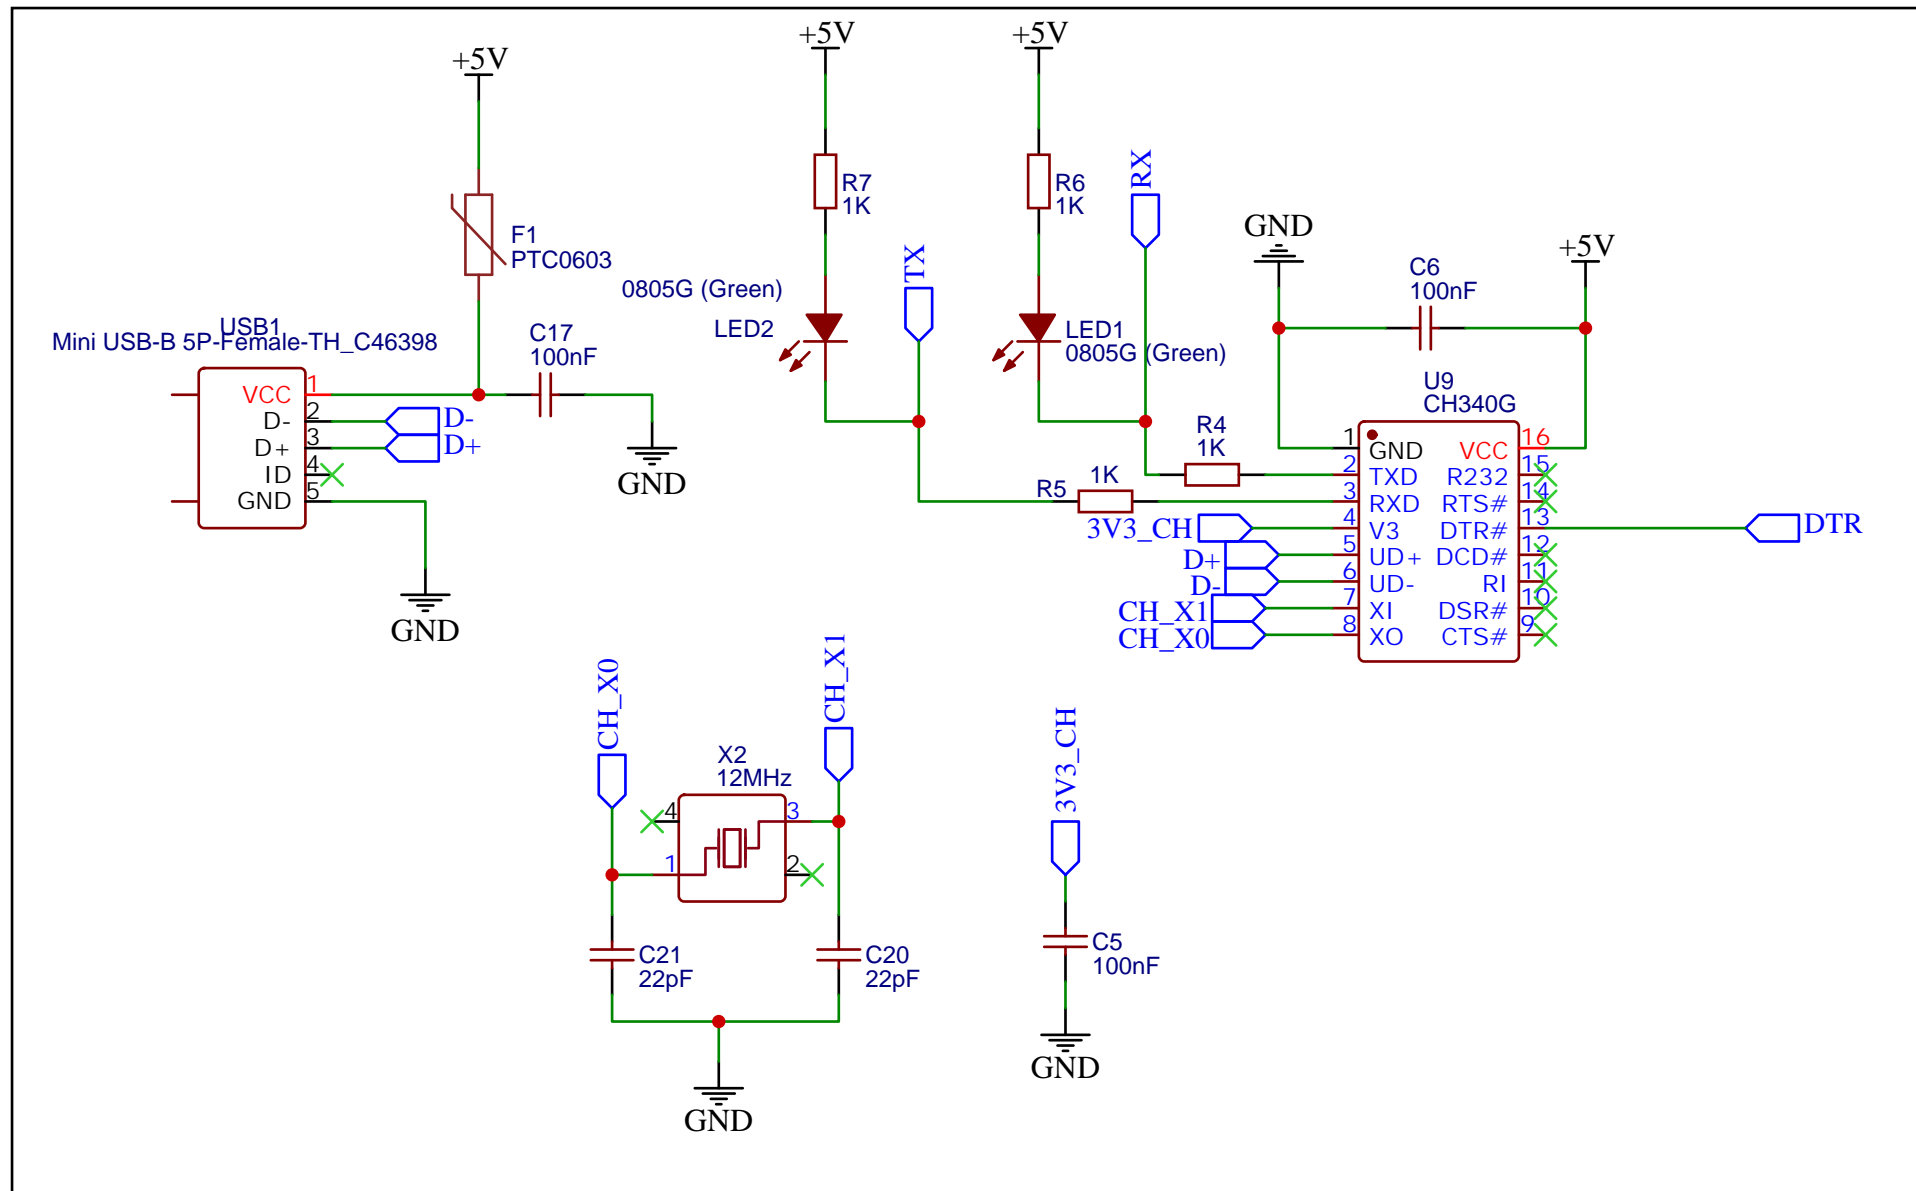 +5V
F1
PTC0603
USB1
Mini USB-B 5P-Female-TH_C46398
VCC 1
D- 2
D+ 3
ID 4
GND 5
D-
D+
C17
100nF
GND
GND
+5V
R7
1K
0805G (Green)
LED2
TX
+5V
R6
1K
LED1
0805G (Green)
RX
R4
1K
1K
R5
GND
C6
100nF
+5V
U9
CH340G
1 GND VCC 16
2 TXD R232 15
3 RXD RTS# 14
4 V3 DTR# 13
5 UD+ DCD# 12
6 UD- RI 11
7 XI DSR# 10
8 XO CTS# 9
3V3_CH
D+
D-
CH_X1
CH_X0
DTR
CH_X0
CH_X1
X2
12MHz
4 3
1 2
C21
22pF
C20
22pF
GND
3V3_CH
C5
100nF
GND